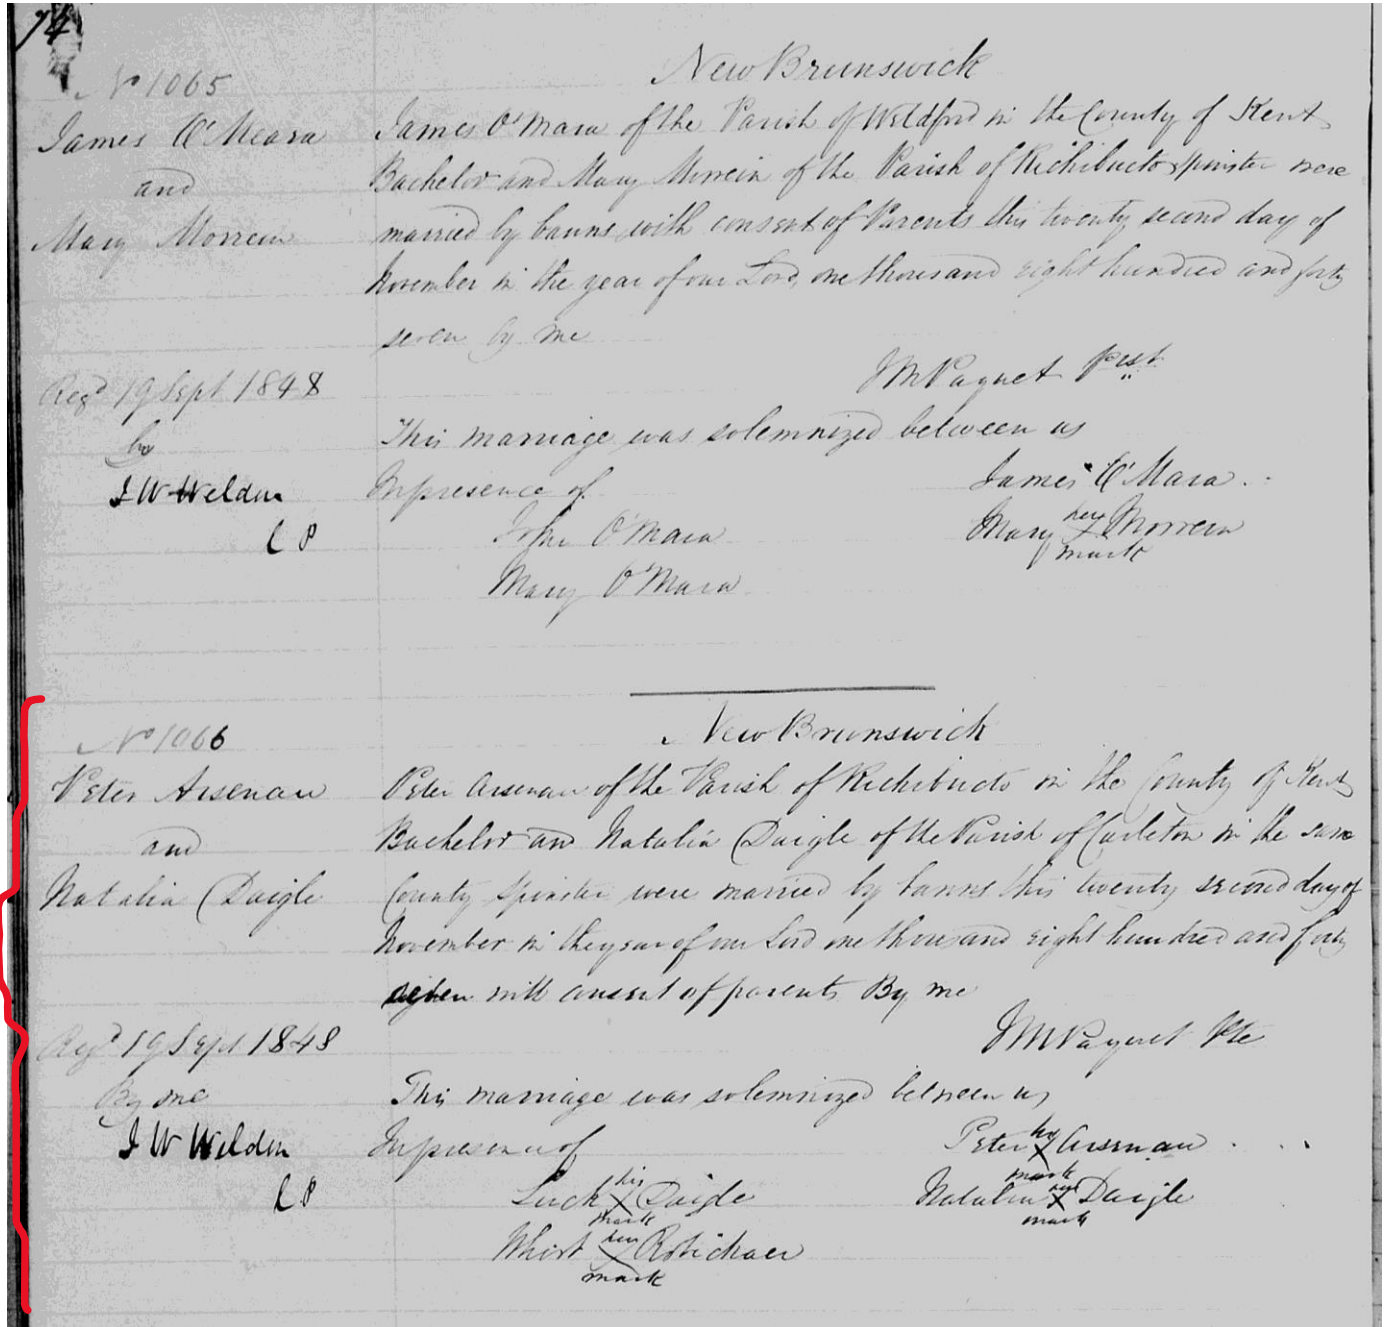 74
No 1065
New Brunswick
James O'Meara
and
Mary Morrein
James O'Mara of the Parish of Weldford in the County of Kent
Bachelor and Mary Morrein of the Parish of Richibucto spinster were
married by banns with consent of Parents this twenty second day of
November in the year of our Lord, one thousand eight hundred and forty
seven by me
JM Paquet
Regd 19 Sept 1848
by
J W Weldon
C P
This marriage was solemnized between us
In presence of
James O'Mara
Mary her X mark Morrein
John O'Mara
Mary O'Mara
No 1066
New Brunswick
Peter Arsenau
and
Natalia Daigle
Peter Arsenau of the Parish of Richibucto in the County of Kent
Bachelor and Natalia Daigle of the Parish of Carleton in the same
County Spinster were married by banns this twenty second day of
November in the year of our Lord one thousand eight hundred and forty
seven with consent of parents By me
JM Paquet Pte
Regd 19 Sept 1848
By me
J W Weldon
C P
This marriage was solemnized between us
In presence of
Peter his X mark Arsenau
Natalia her X mark Daigle
Luck his X mark Daigle
her X mark Robichaer